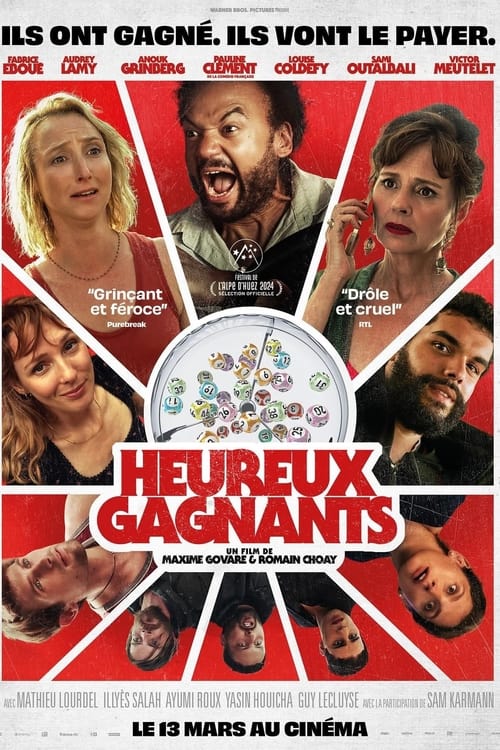 WARNER BROS. PICTURES
ILS ONT GAGNÉ. ILS VONT LE PAYER.
FABRICE EBOUÉ AUDREY LAMY ANOUK GRINBERG PAULINE CLÉMENT DE LA COMÉDIE FRANÇAISE LOUISE COLDEFY SAMI OUTALBALI VICTOR MEUTELET
FESTIVAL DE
L'ALPE D'HUEZ 2024
SÉLECTION OFFICIELLE
“Grinçant
et féroce”
Purebreak
“Drôle
et cruel”
RTL
HEUREUX
GAGNANTS
UN FILM DE
MAXIME GOVARE & ROMAIN CHOAY
AVEC MATHIEU LOURDEL ILLYÈS SALAH AYUMI ROUX YASIN HOUICHA GUY LECLUYSE AVEC LA PARTICIPATION DE SAM KARMANN
LE 13 MARS AU CINÉMA